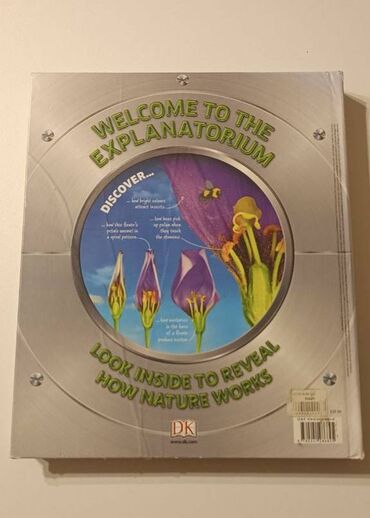 WELCOME TO THE
EXPLANATORIUM
DISCOVER...
... how bright colours
attract insects ...
... how this flower's
petals unravel in
a spiral pattern ...
... how bees pick
up pollen when
they touch
the stamens ...
... how nectaries
in the base
of a flower
produce nectar
LOOK INSIDE TO REVEAL
HOW NATURE WORKS
DK
www.dk.com